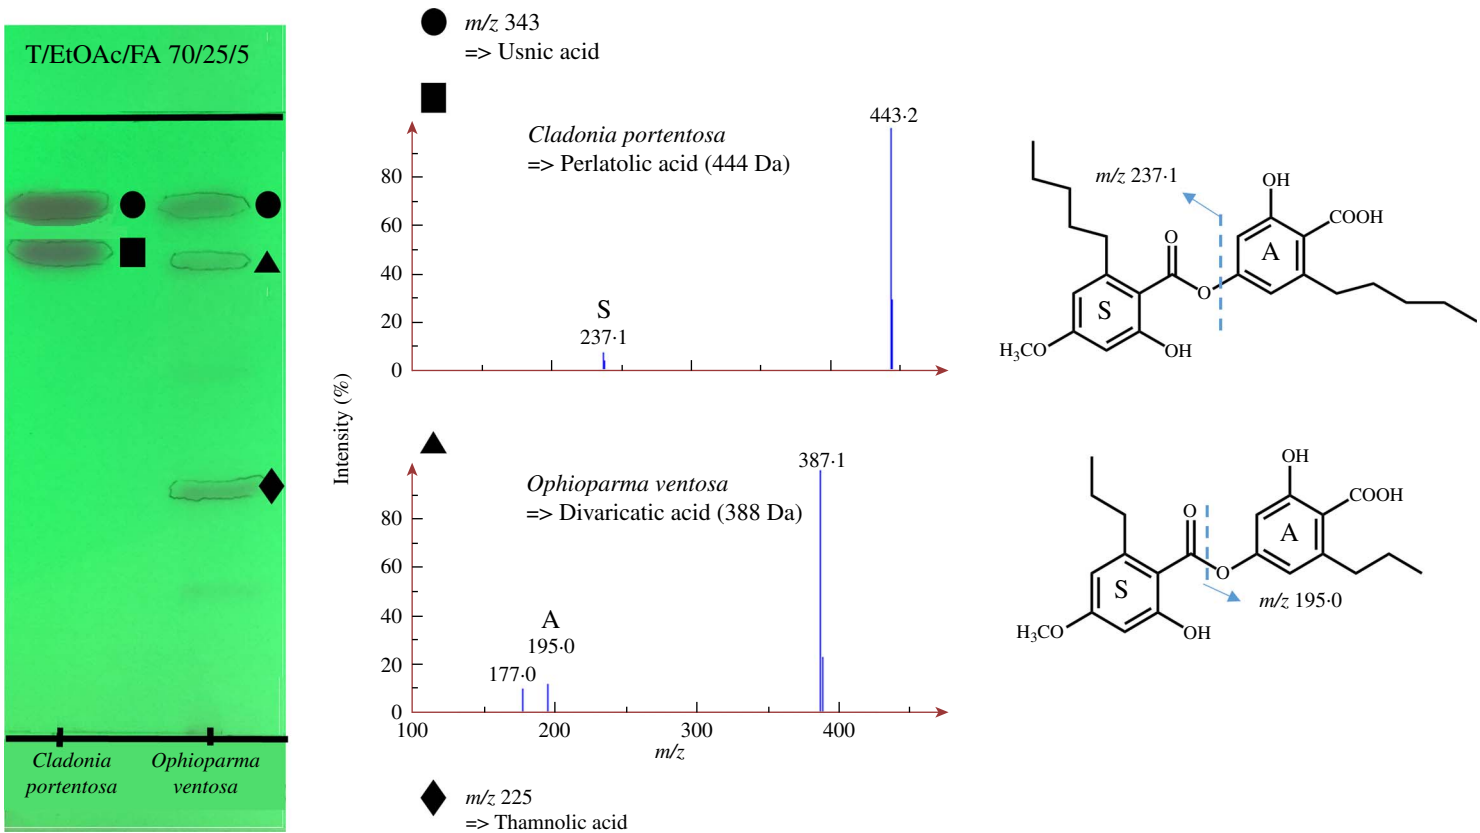 T/EtOAc/FA 70/25/5
Cladonia
portentosa
Ophioparma
ventosa
m/z 343
=> Usnic acid
Cladonia portentosa
=> Perlatolic acid (444 Da)
443·2
80
60
40
20
0
S
237·1
m/z 237·1
OH
COOH
A
O
O
S
H₃CO
OH
Intensity (%)
Ophioparma ventosa
=> Divaricatic acid (388 Da)
387·1
80
60
40
20
0
A
195·0
177·0
100
200
300
400
m/z
OH
COOH
A
O
O
S
m/z 195·0
H₃CO
OH
m/z 225
=> Thamnolic acid